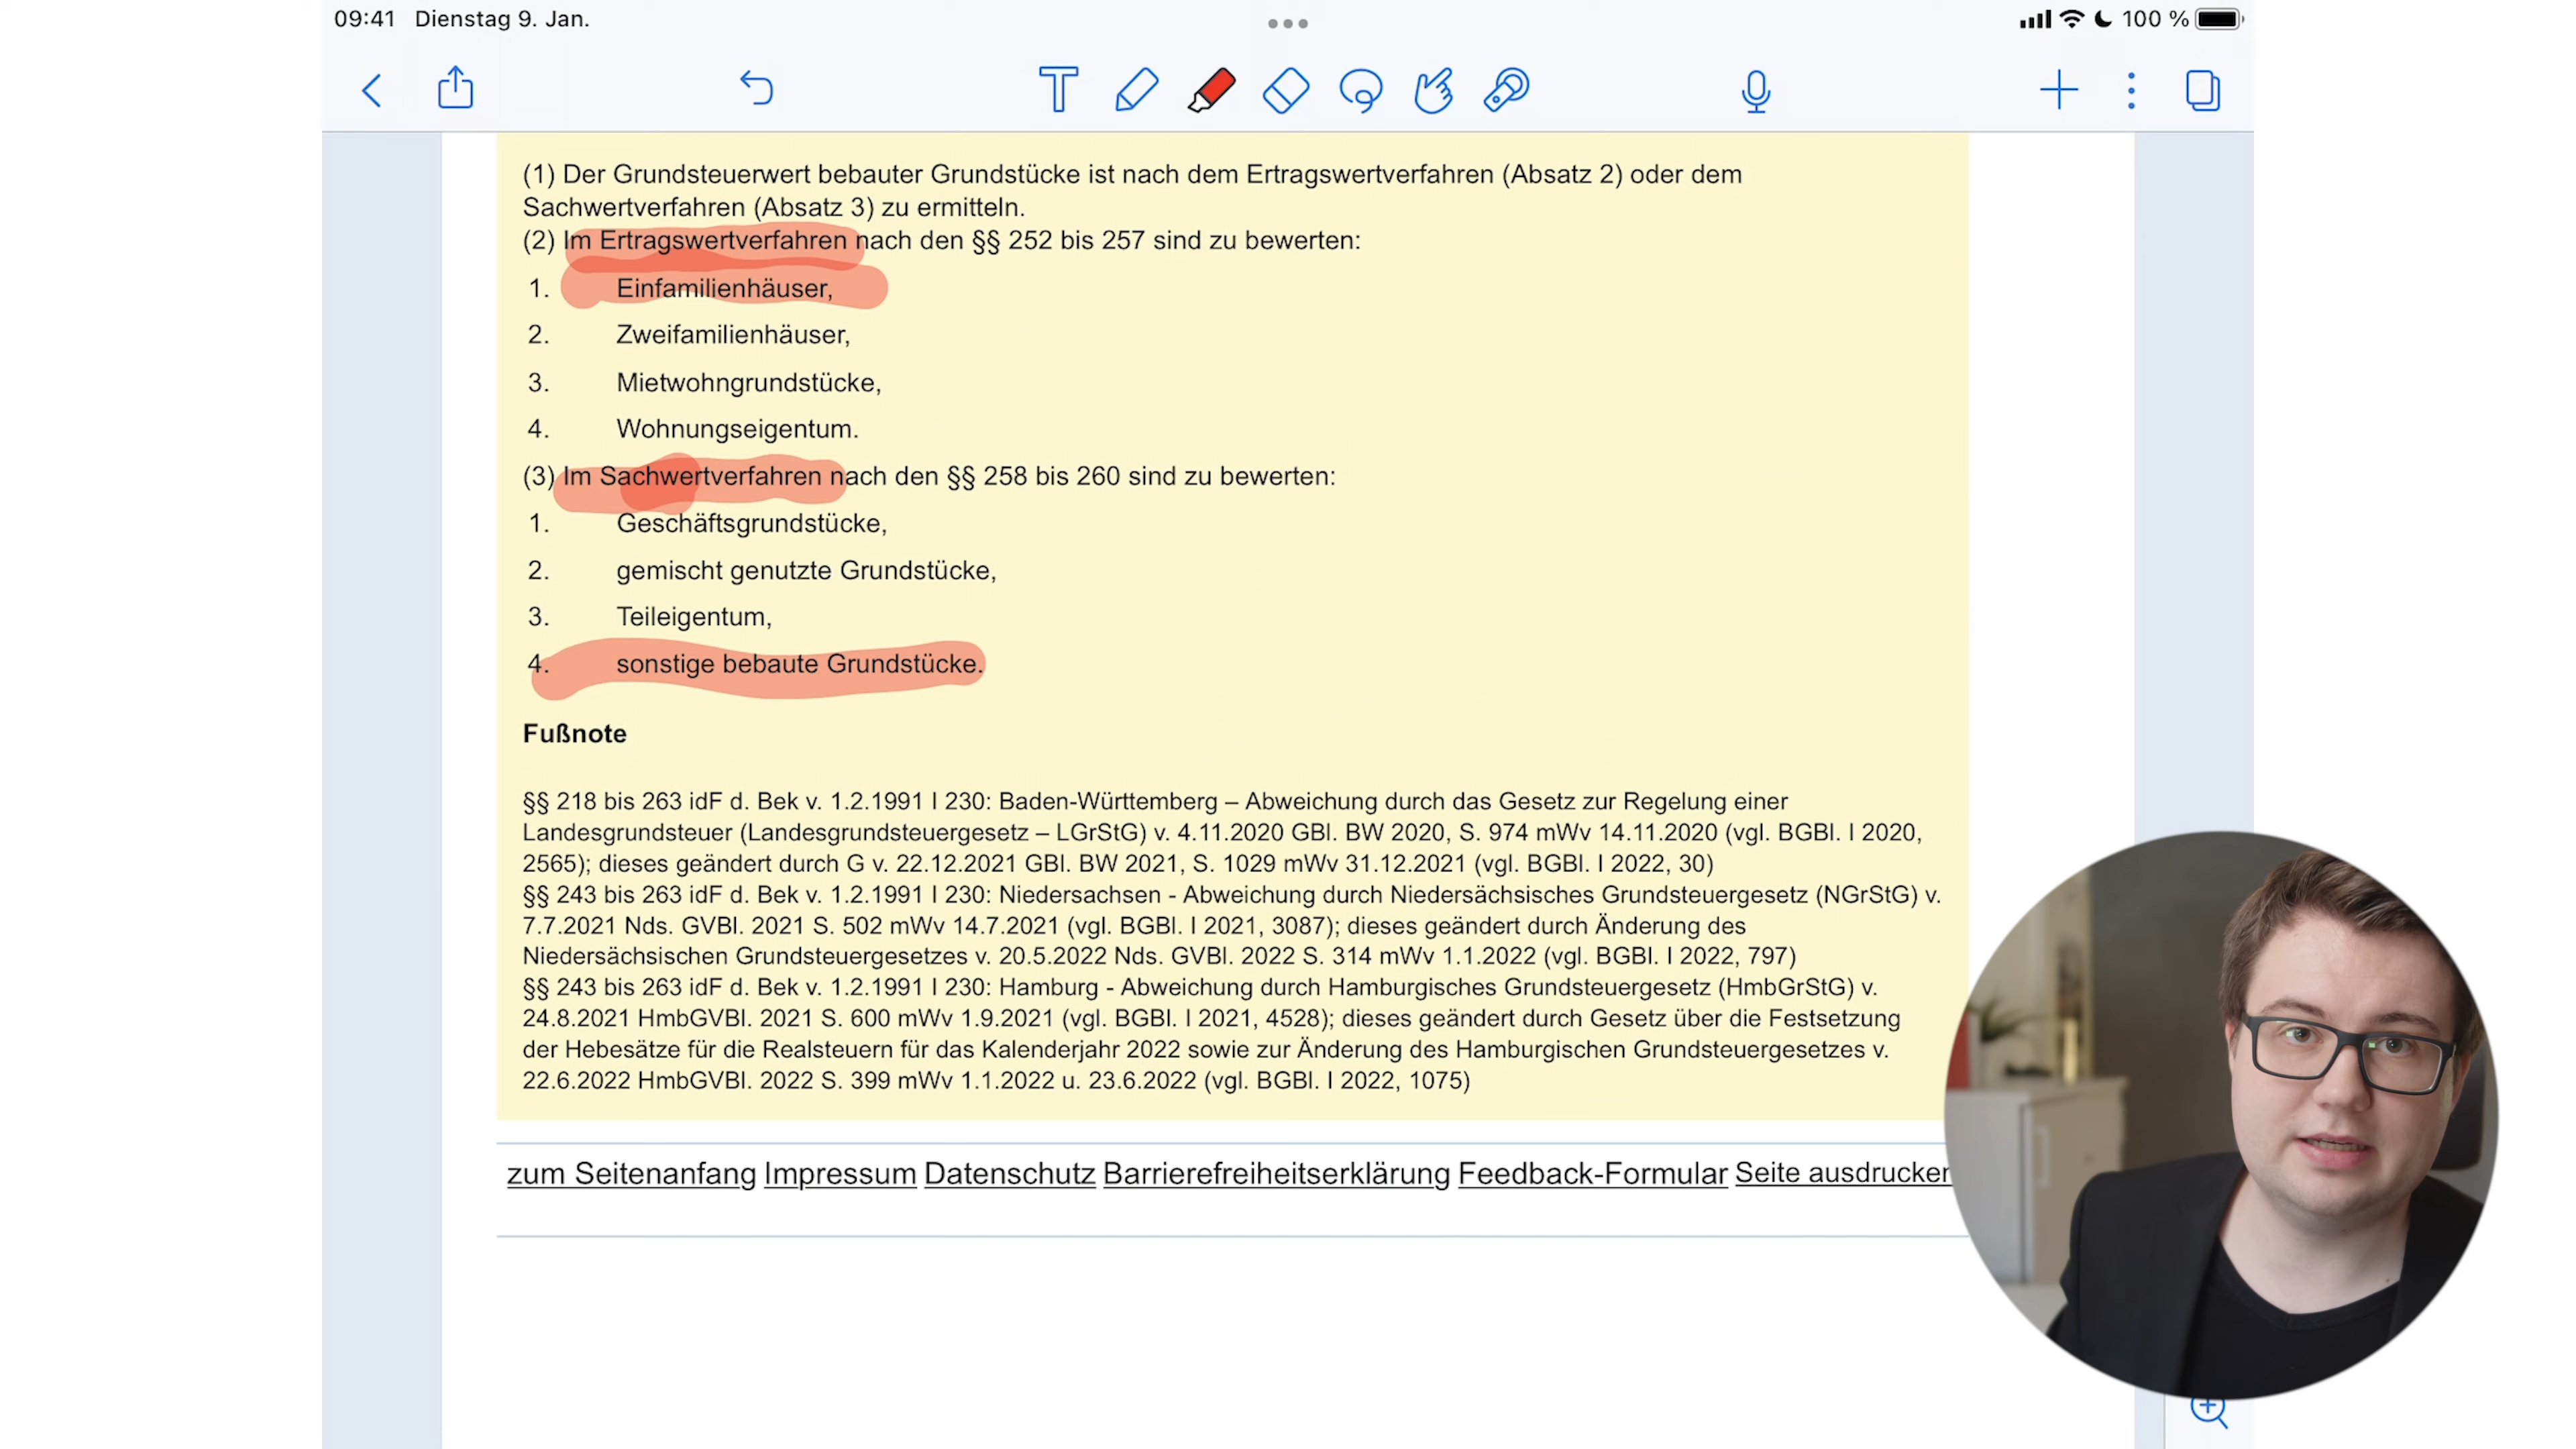 09:41 Dienstag 9. Jan.
100 %
(1) Der Grundsteuerwert bebauter Grundstücke ist nach dem Ertragswertverfahren (Absatz 2) oder dem
Sachwertverfahren (Absatz 3) zu ermitteln.
(2) Im Ertragswertverfahren nach den §§ 252 bis 257 sind zu bewerten:
1. Einfamilienhäuser,
2. Zweifamilienhäuser,
3. Mietwohngrundstücke,
4. Wohnungseigentum.
(3) Im Sachwertverfahren nach den §§ 258 bis 260 sind zu bewerten:
1. Geschäftsgrundstücke,
2. gemischt genutzte Grundstücke,
3. Teileigentum,
4. sonstige bebaute Grundstücke.
Fußnote
§§ 218 bis 263 idF d. Bek v. 1.2.1991 I 230: Baden-Württemberg – Abweichung durch das Gesetz zur Regelung einer
Landesgrundsteuer (Landesgrundsteuergesetz – LGrStG) v. 4.11.2020 GBl. BW 2020, S. 974 mWv 14.11.2020 (vgl. BGBl. I 2020,
2565); dieses geändert durch G v. 22.12.2021 GBl. BW 2021, S. 1029 mWv 31.12.2021 (vgl. BGBl. I 2022, 30)
§§ 243 bis 263 idF d. Bek v. 1.2.1991 I 230: Niedersachsen - Abweichung durch Niedersächsisches Grundsteuergesetz (NGrStG) v.
7.7.2021 Nds. GVBl. 2021 S. 502 mWv 14.7.2021 (vgl. BGBl. I 2021, 3087); dieses geändert durch Änderung des
Niedersächsischen Grundsteuergesetzes v. 20.5.2022 Nds. GVBl. 2022 S. 314 mWv 1.1.2022 (vgl. BGBl. I 2022, 797)
§§ 243 bis 263 idF d. Bek v. 1.2.1991 I 230: Hamburg - Abweichung durch Hamburgisches Grundsteuergesetz (HmbGrStG) v.
24.8.2021 HmbGVBl. 2021 S. 600 mWv 1.9.2021 (vgl. BGBl. I 2021, 4528); dieses geändert durch Gesetz über die Festsetzung
der Hebesätze für die Realsteuern für das Kalenderjahr 2022 sowie zur Änderung des Hamburgischen Grundsteuergesetzes v.
22.6.2022 HmbGVBl. 2022 S. 399 mWv 1.1.2022 u. 23.6.2022 (vgl. BGBl. I 2022, 1075)
zum Seitenanfang Impressum Datenschutz Barrierefreiheitserklärung Feedback-Formular Seite ausdrucken